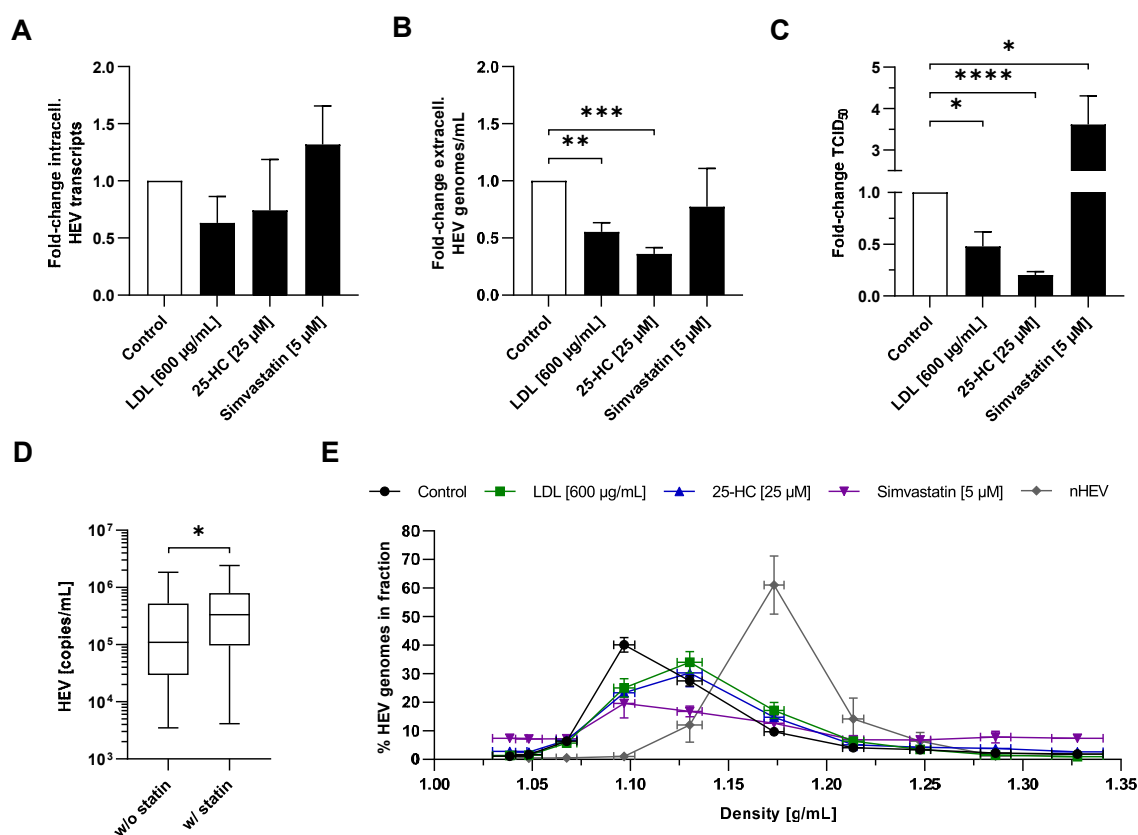 A
Fold-change intracell.
HEV transcripts
2.0
1.5
1.0
0.5
0.0
Control
LDL [600 µg/mL]
25-HC [25 µM]
Simvastatin [5 µM]
B
Fold-change extracell.
HEV genomes/mL
2.0
1.5
1.0
0.5
0.0
***
**
Control
LDL [600 µg/mL]
25-HC [25 µM]
Simvastatin [5 µM]
C
Fold-change TCID50
5
4
3
1.0
0.5
0.0
*
****
*
Control
LDL [600 µg/mL]
25-HC [25 µM]
Simvastatin [5 µM]
D
HEV [copies/mL]
10^7
10^6
10^5
10^4
10^3
*
w/o statin
w/ statin
E
Control
LDL [600 µg/mL]
25-HC [25 µM]
Simvastatin [5 µM]
nHEV
% HEV genomes in fraction
80
70
60
50
40
30
20
10
0
1.00
1.05
1.10
1.15
1.20
1.25
1.30
1.35
Density [g/mL]